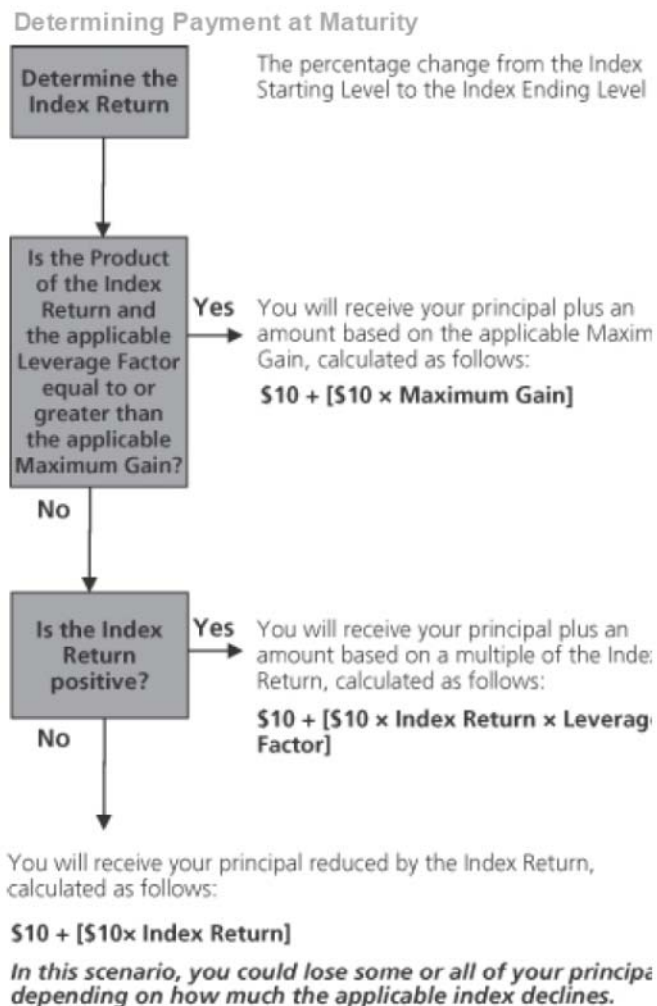 Determining Payment at Maturity
Determine the
Index Return
The percentage change from the Index
Starting Level to the Index Ending Level
Is the Product
of the Index
Return and
the applicable
Leverage Factor
equal to or
greater than
the applicable
Maximum Gain?
Yes
You will receive your principal plus an
amount based on the applicable Maxim
Gain, calculated as follows:
$10 + [$10 × Maximum Gain]
No
Is the Index
Return
positive?
Yes
You will receive your principal plus an
amount based on a multiple of the Inde
Return, calculated as follows:
$10 + [$10 × Index Return × Leverag
Factor]
No
You will receive your principal reduced by the Index Return,
calculated as follows:
$10 + [$10× Index Return]
In this scenario, you could lose some or all of your principa
depending on how much the applicable index declines.